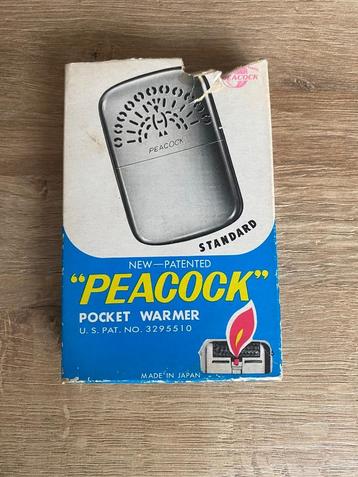 PEACOCK
PEACOCK
STANDARD
NEW—PATENTED
"PEACOCK"
POCKET WARMER
U.S. PAT. NO. 3295510
MADE IN JAPAN